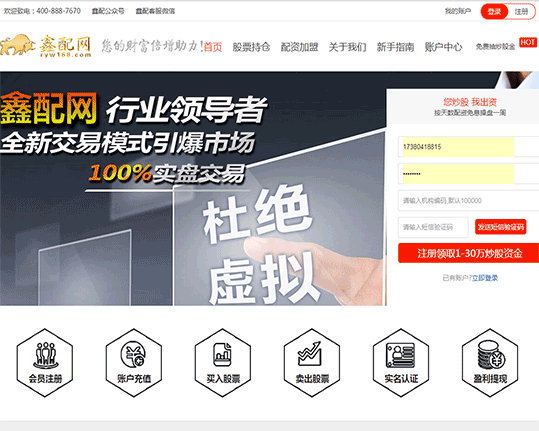 欢迎致电：400-888-7670 鑫配公众号 鑫配客服微信 我的账户 登录 注册
鑫配网 您的财富倍增助力！ 首页 股票持仓 配资加盟 关于我们 新手指南 账户中心 免费抽炒股金 HOT
ryw168.com
鑫配网 行业领导者
全新交易模式引爆市场
100%实盘交易
杜绝
虚拟
您炒股 我出资
按天数配资免息操盘一周
17380418815
••••••••
请输入机构编码,默认100000
请输入短信验证码 发送短信验证码
注册领取1-30万炒股资金
已有账户?立即登录
会员注册 账户充值 买入股票 卖出股票 实名认证 盈利提现